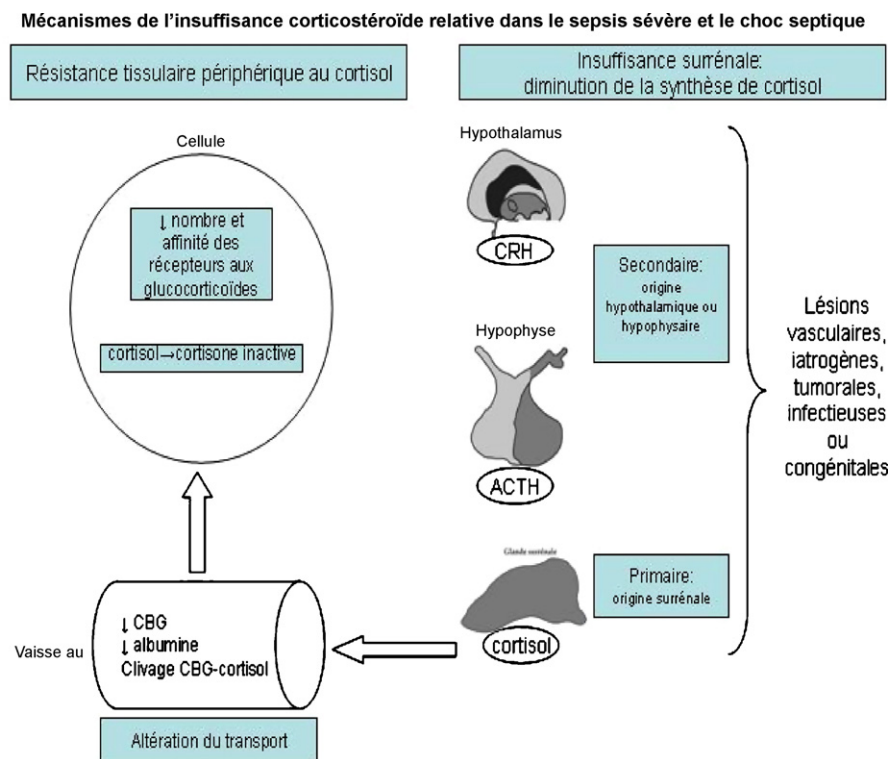 Mécanismes de l'insuffisance corticostéroïde relative dans le sepsis sévère et le choc septique
Résistance tissulaire périphérique au cortisol
Insuffisance surrénale:
diminution de la synthèse de cortisol
Cellule
↓ nombre et
affinité des
récepteurs aux
glucocorticoïdes
cortisol→cortisone inactive
Hypothalamus
CRH
Secondaire:
origine
hypothalamique ou
hypophysaire
Hypophyse
ACTH
Lésions
vasculaires,
iatrogènes,
tumorales,
infectieuses
ou
congénitales
Glande surrénale
cortisol
Primaire:
origine surrénale
Vaisse au
↓ CBG
↓ albumine
Clivage CBG-cortisol
Altération du transport